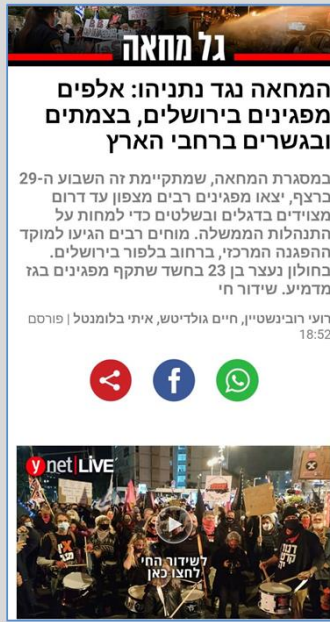 גל מחאה
המחאה נגד נתניהו: אלפים
מפגינים בירושלים, בצמתים
ובגשרים ברחבי הארץ
במסגרת המחאה, שמתקיימת זה השבוע ה-29
ברצף, יצאו מפגינים רבים מצפון עד דרום
מצוידים בדגלים ובשלטים כדי למחות על
התנהלות הממשלה. מוחים רבים הגיעו למוקד
ההפגנה המרכזי, ברחוב בלפור בירושלים.
בחולון נעצר בן 23 בחשד שתקף מפגינים בגז
מדמיע. שידור חי
רועי רובינשטיין, חיים גולדיטש, איתי בלומנטל | פורסם
18:52
ynet LIVE
לשידור החי
לחצו כאן